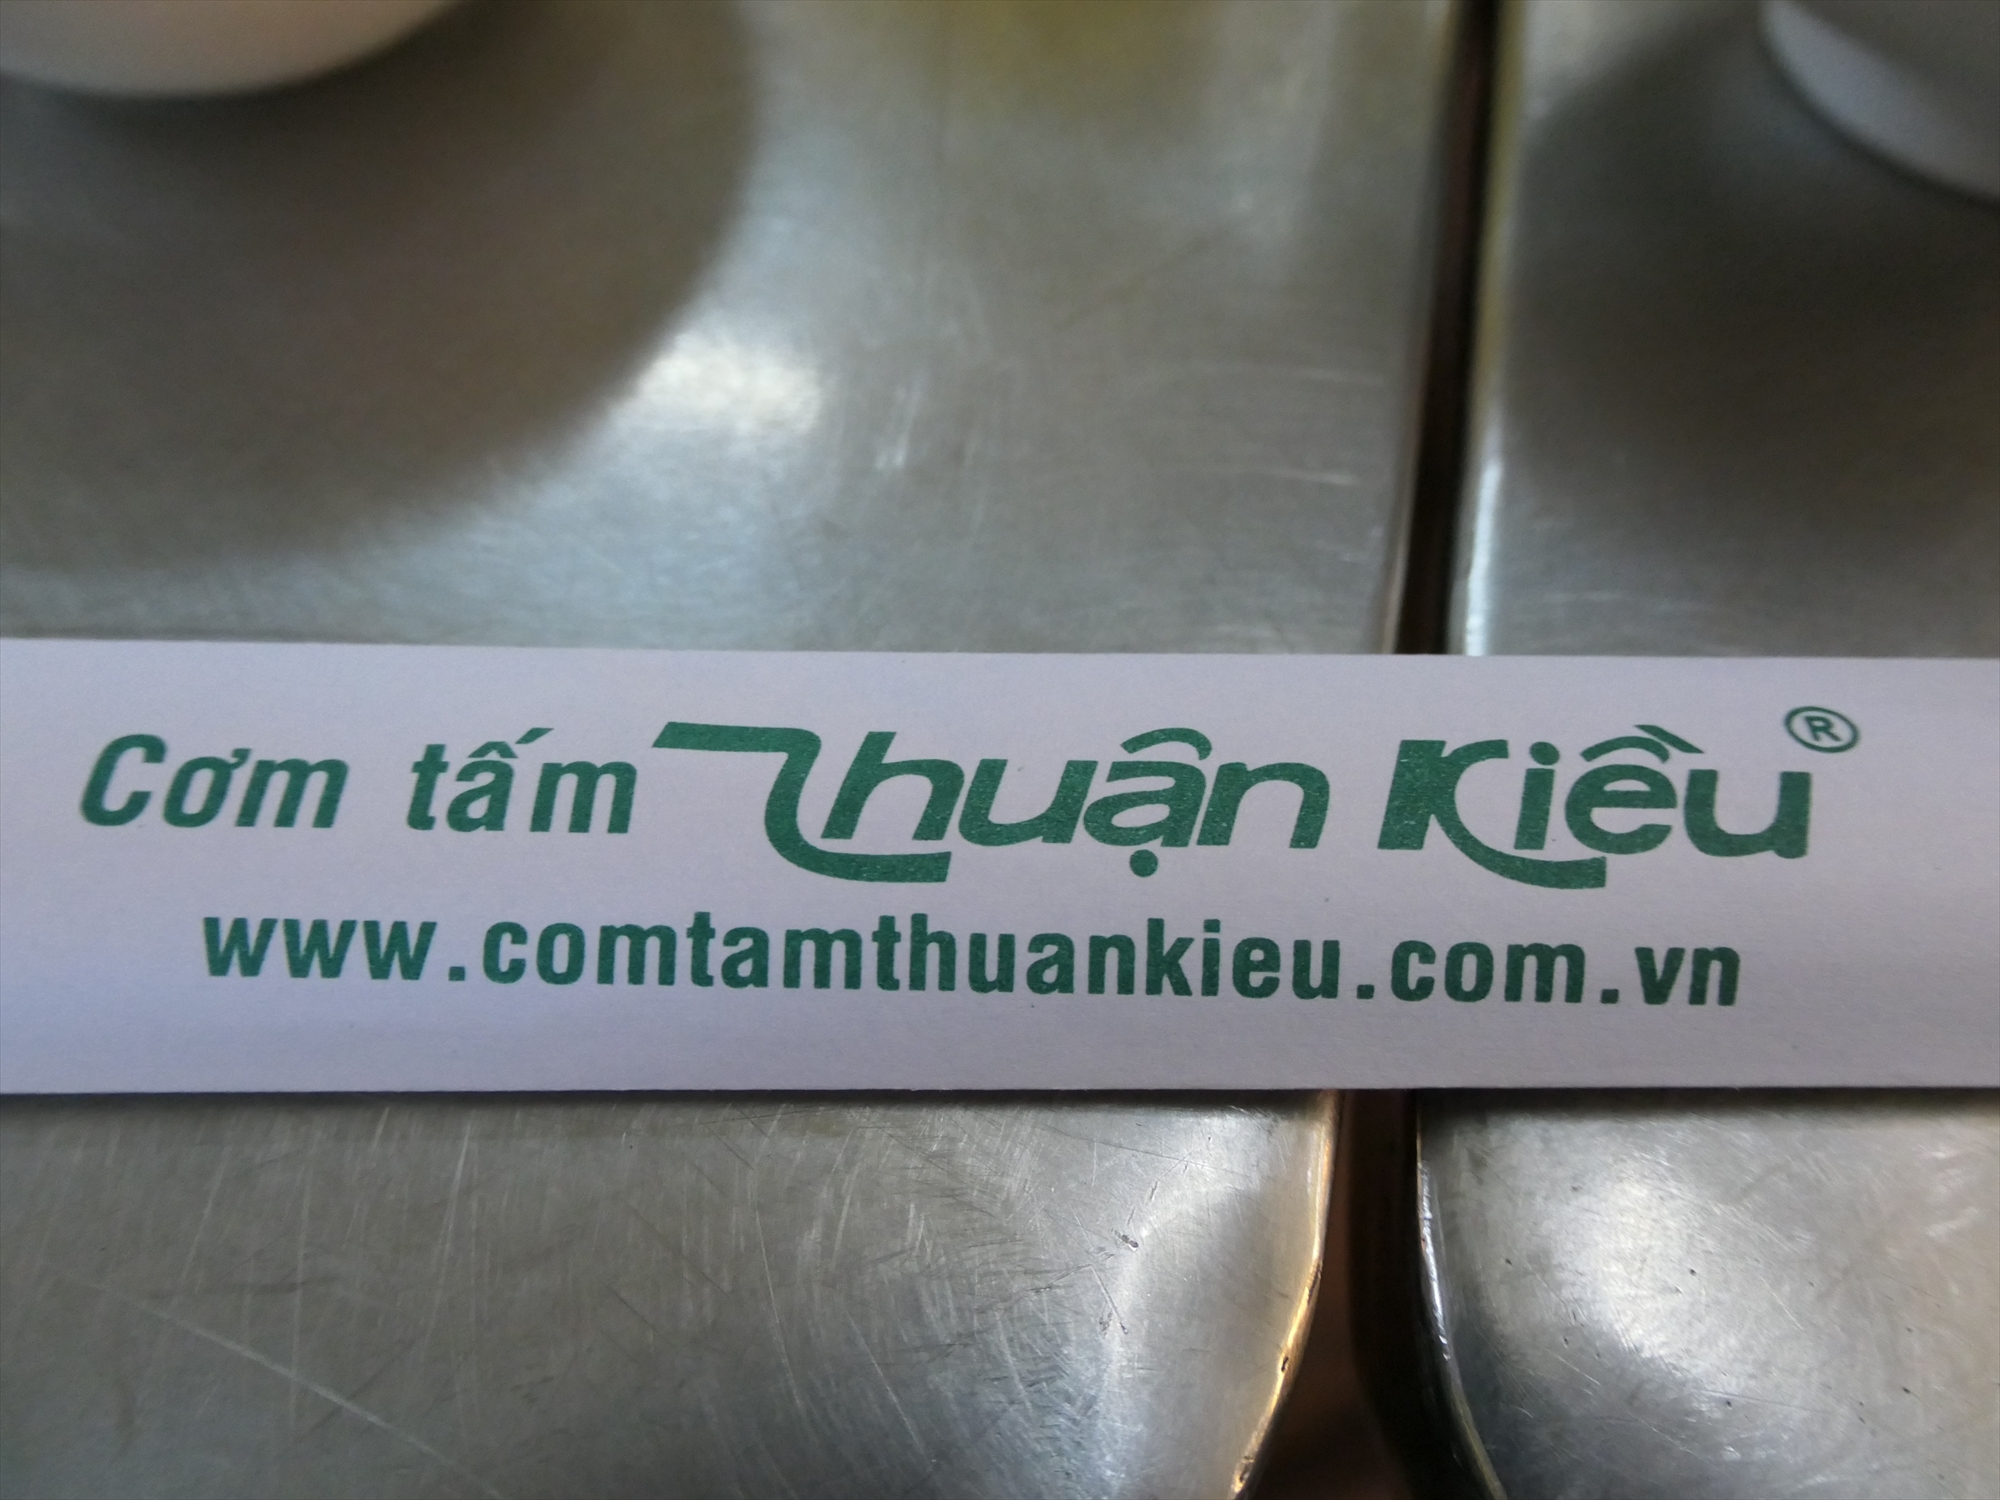 Cơm tấm Thuận Kiều ®
www.comtamthuankieu.com.vn